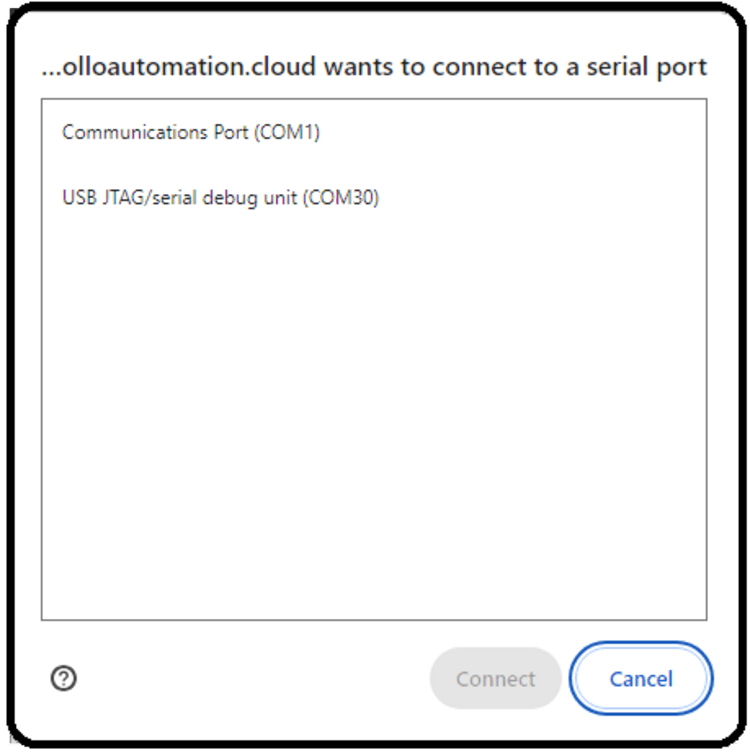 ...olloautomation.cloud wants to connect to a serial port
Communications Port (COM1)
USB JTAG/serial debug unit (COM30)
?
Connect
Cancel